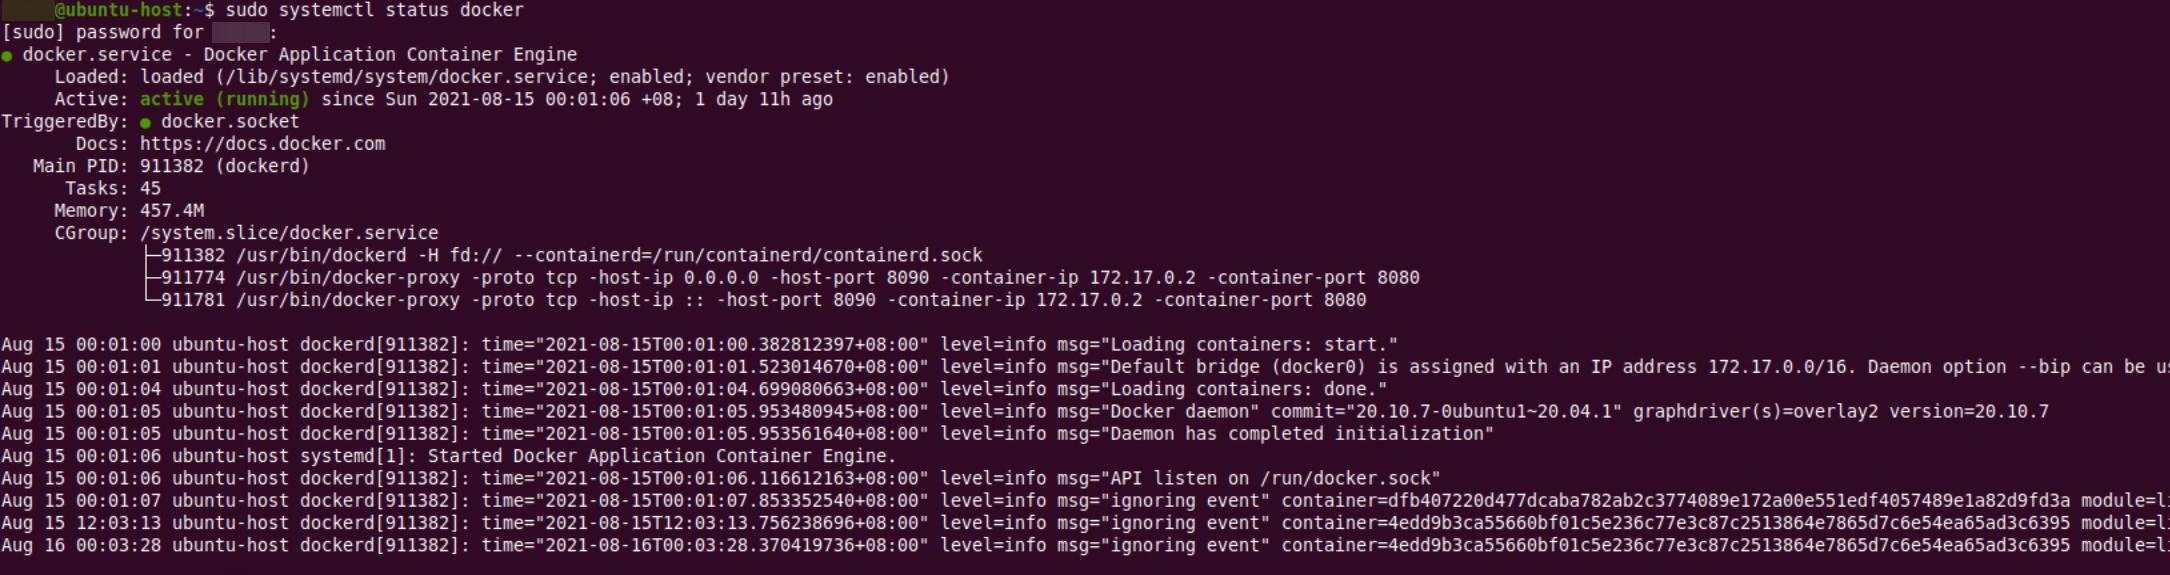 @ubuntu-host:~$ sudo systemctl status docker
[sudo] password for :
● docker.service - Docker Application Container Engine
Loaded: loaded (/lib/systemd/system/docker.service; enabled; vendor preset: enabled)
Active: active (running) since Sun 2021-08-15 00:01:06 +08; 1 day 11h ago
TriggeredBy: ● docker.socket
Docs: https://docs.docker.com
Main PID: 911382 (dockerd)
Tasks: 45
Memory: 457.4M
CGroup: /system.slice/docker.service
├─911382 /usr/bin/dockerd -H fd:// --containerd=/run/containerd/containerd.sock
├─911774 /usr/bin/docker-proxy -proto tcp -host-ip 0.0.0.0 -host-port 8090 -container-ip 172.17.0.2 -container-port 8080
└─911781 /usr/bin/docker-proxy -proto tcp -host-ip :: -host-port 8090 -container-ip 172.17.0.2 -container-port 8080
Aug 15 00:01:00 ubuntu-host dockerd[911382]: time="2021-08-15T00:01:00.382812397+08:00" level=info msg="Loading containers: start."
Aug 15 00:01:01 ubuntu-host dockerd[911382]: time="2021-08-15T00:01:01.523014670+08:00" level=info msg="Default bridge (docker0) is assigned with an IP address 172.17.0.0/16. Daemon option --bip can be us
Aug 15 00:01:04 ubuntu-host dockerd[911382]: time="2021-08-15T00:01:04.699080663+08:00" level=info msg="Loading containers: done."
Aug 15 00:01:05 ubuntu-host dockerd[911382]: time="2021-08-15T00:01:05.953480945+08:00" level=info msg="Docker daemon" commit="20.10.7-0ubuntu1~20.04.1" graphdriver(s)=overlay2 version=20.10.7
Aug 15 00:01:05 ubuntu-host dockerd[911382]: time="2021-08-15T00:01:05.953561640+08:00" level=info msg="Daemon has completed initialization"
Aug 15 00:01:06 ubuntu-host systemd[1]: Started Docker Application Container Engine.
Aug 15 00:01:06 ubuntu-host dockerd[911382]: time="2021-08-15T00:01:06.116612163+08:00" level=info msg="API listen on /run/docker.sock"
Aug 15 00:01:07 ubuntu-host dockerd[911382]: time="2021-08-15T00:01:07.853352540+08:00" level=info msg="ignoring event" container=dfb407220d477dcaba782ab2c3774089e172a00e551edf4057489e1a82d9fd3a module=li
Aug 15 12:03:13 ubuntu-host dockerd[911382]: time="2021-08-15T12:03:13.756238696+08:00" level=info msg="ignoring event" container=4edd9b3ca55660bf01c5e236c77e3c87c2513864e7865d7c6e54ea65ad3c6395 module=li
Aug 16 00:03:28 ubuntu-host dockerd[911382]: time="2021-08-16T00:03:28.370419736+08:00" level=info msg="ignoring event" container=4edd9b3ca55660bf01c5e236c77e3c87c2513864e7865d7c6e54ea65ad3c6395 module=li